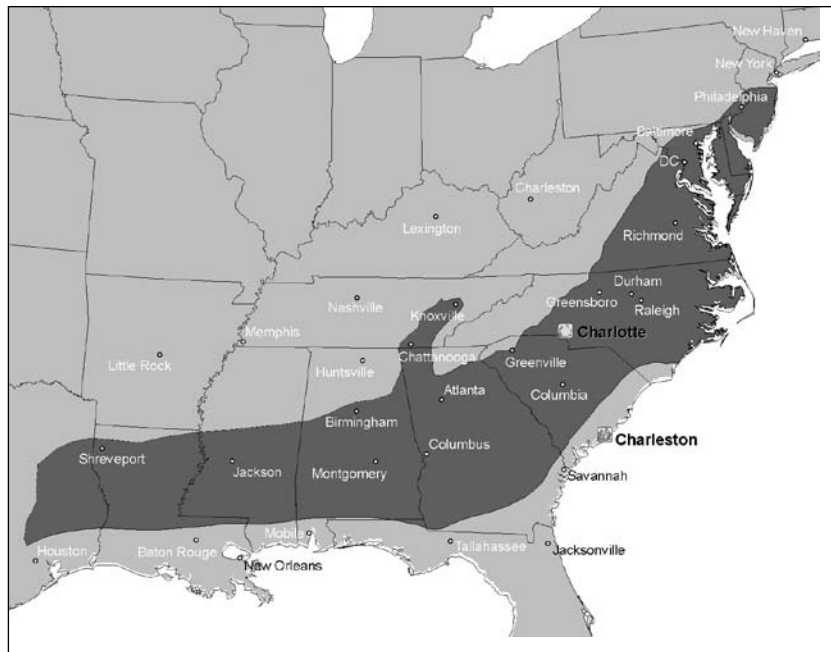 New Haven
New York
Philadelphia
Baltimore
DC
Charleston
Lexington
Richmond
Nashville
Knoxville
Greensboro
Durham
Raleigh
Memphis
Charlotte
Little Rock
Huntsville
Chattanooga
Greenville
Atlanta
Columbia
Birmingham
Charleston
Shreveport
Jackson
Montgomery
Columbus
Savannah
Mobile
Houston
Baton Rouge
New Orleans
Tallahassee
Jacksonville